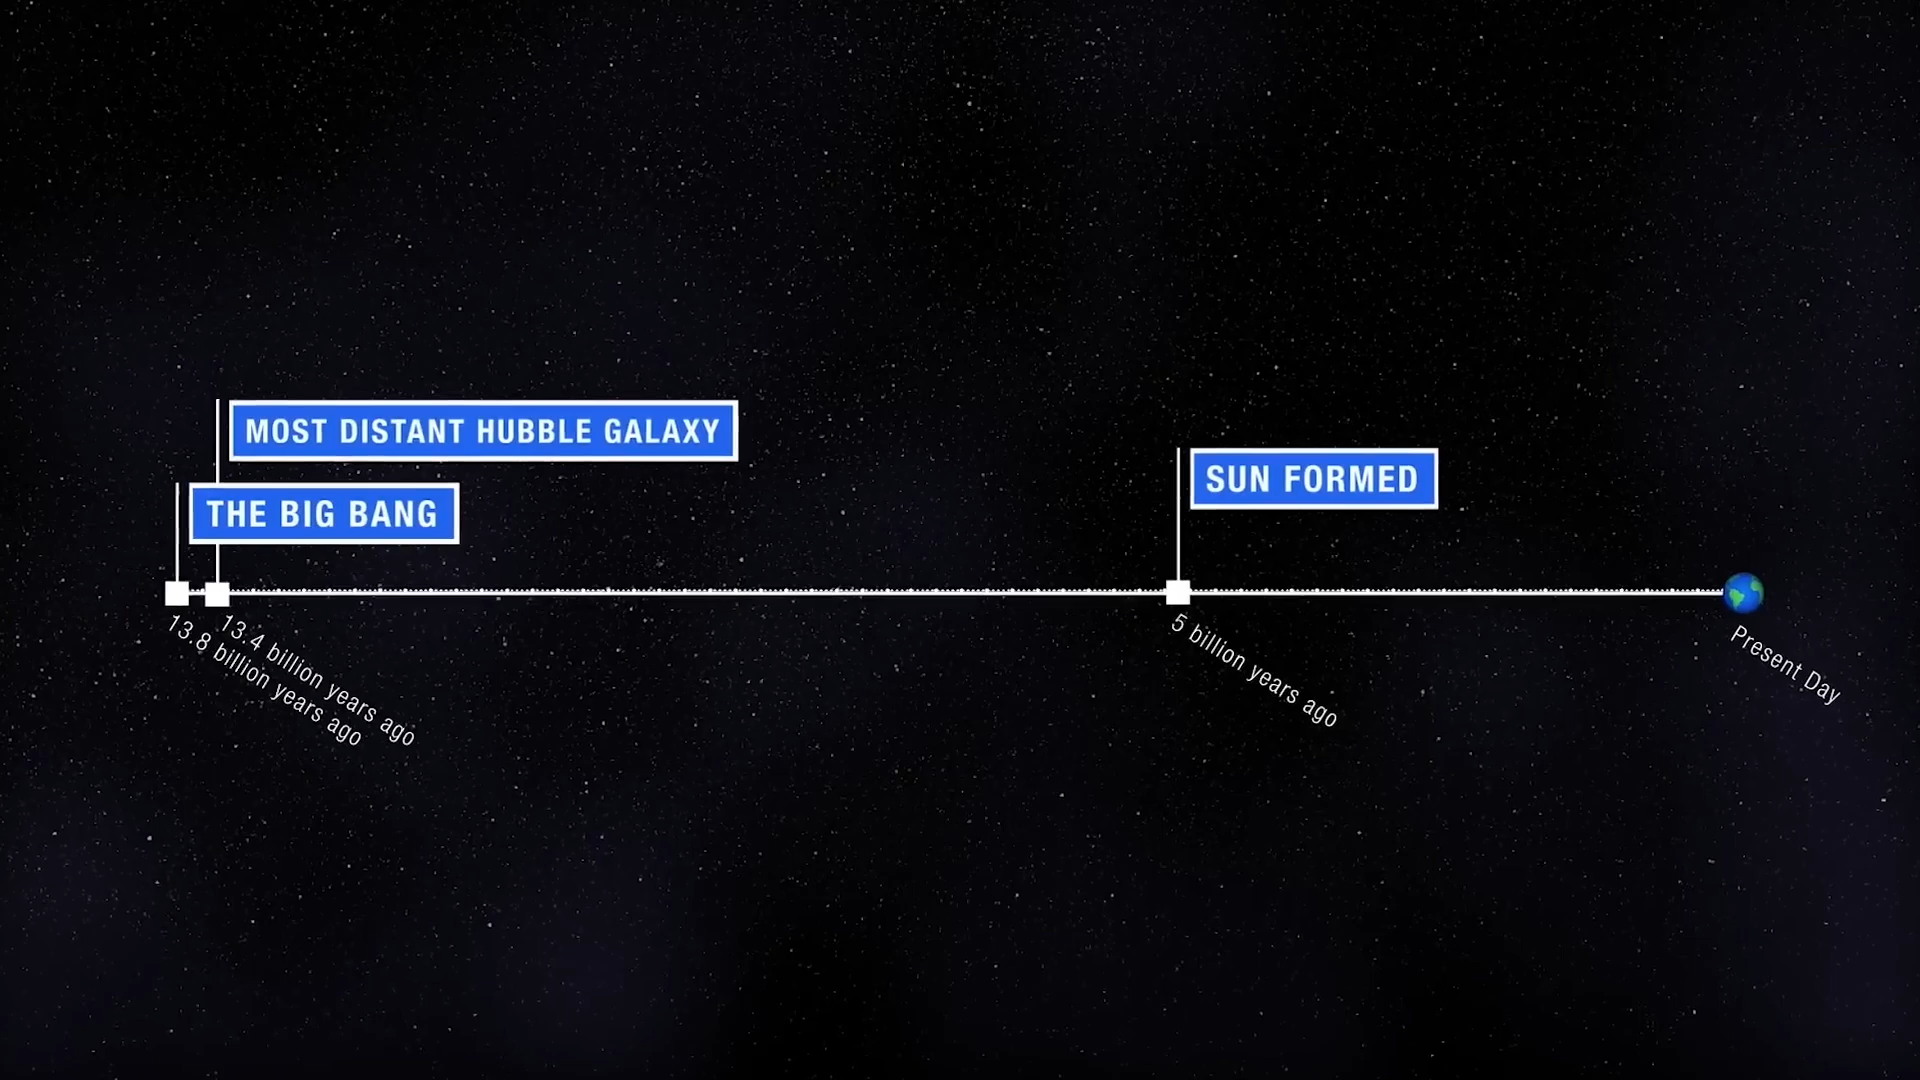 MOST DISTANT HUBBLE GALAXY
THE BIG BANG
SUN FORMED
13.8 billion years ago
13.4 billion years ago
5 billion years ago
Present Day